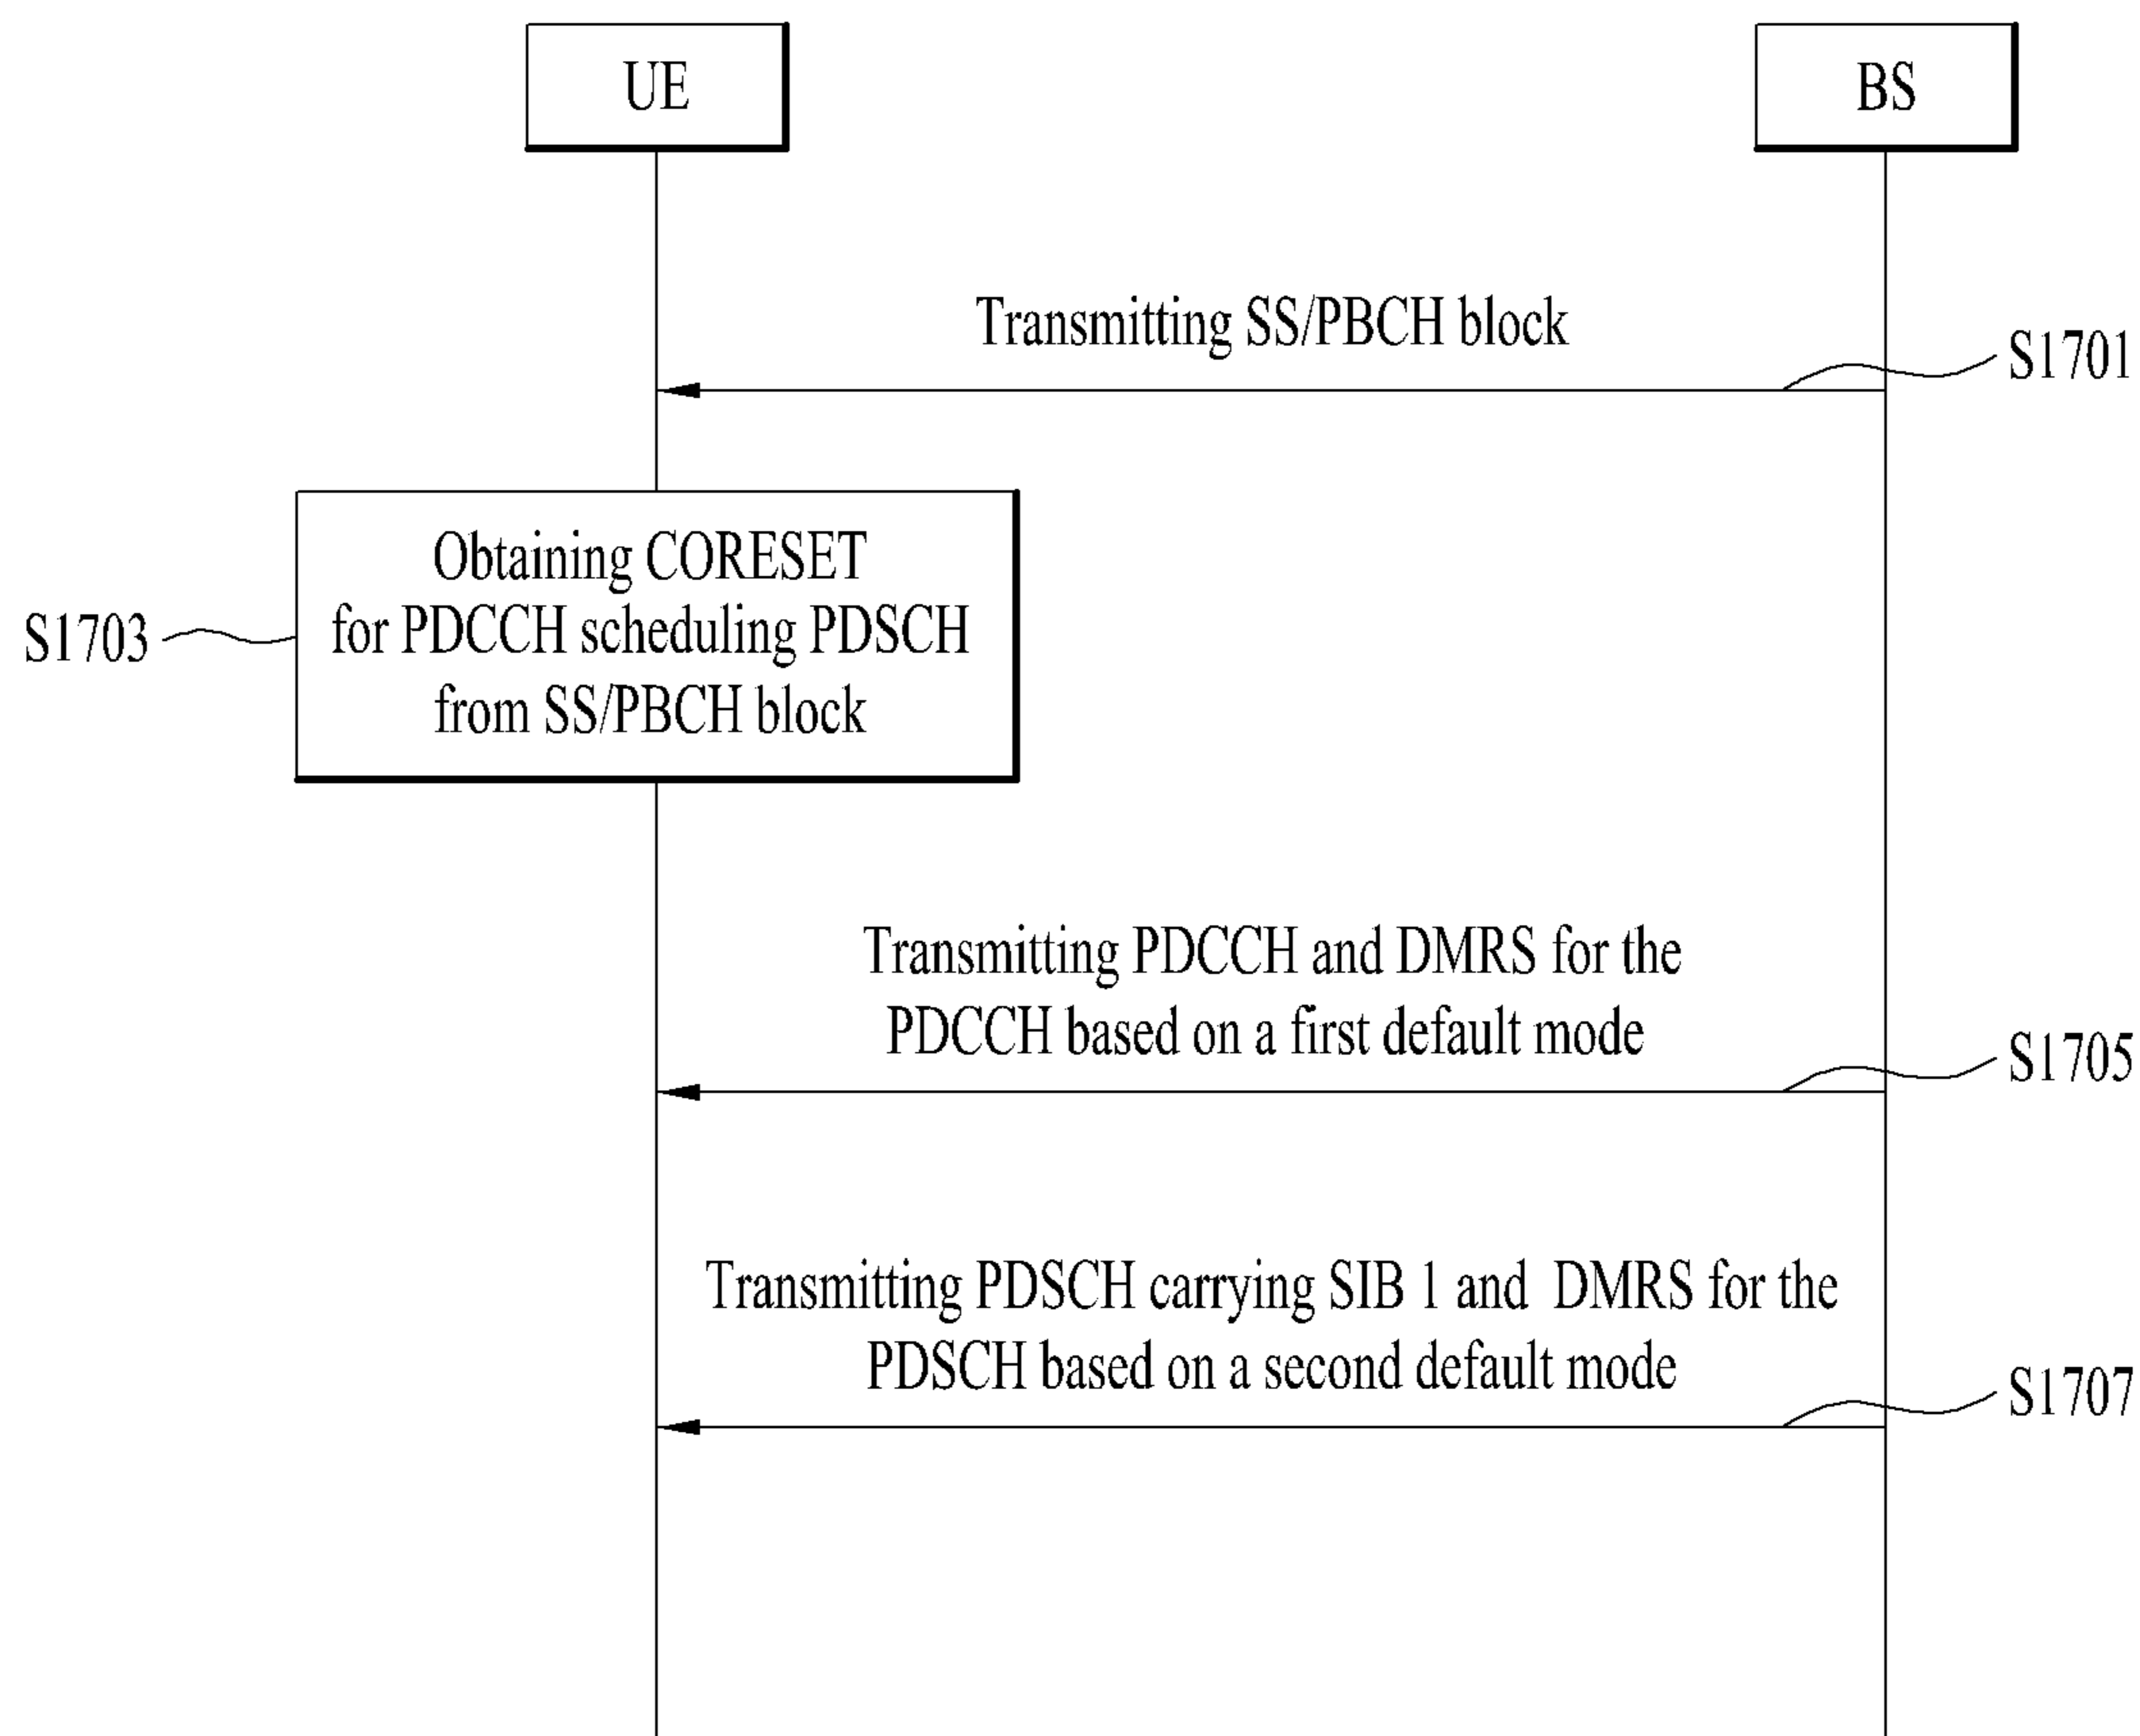 UE
BS
Transmitting SS/PBCH block
S1701
Obtaining CORESET
for PDCCH scheduling PDSCH
from SS/PBCH block
S1703
Transmitting PDCCH and DMRS for the
PDCCH based on a first default mode
S1705
Transmitting PDSCH carrying SIB 1 and DMRS for the
PDSCH based on a second default mode
S1707